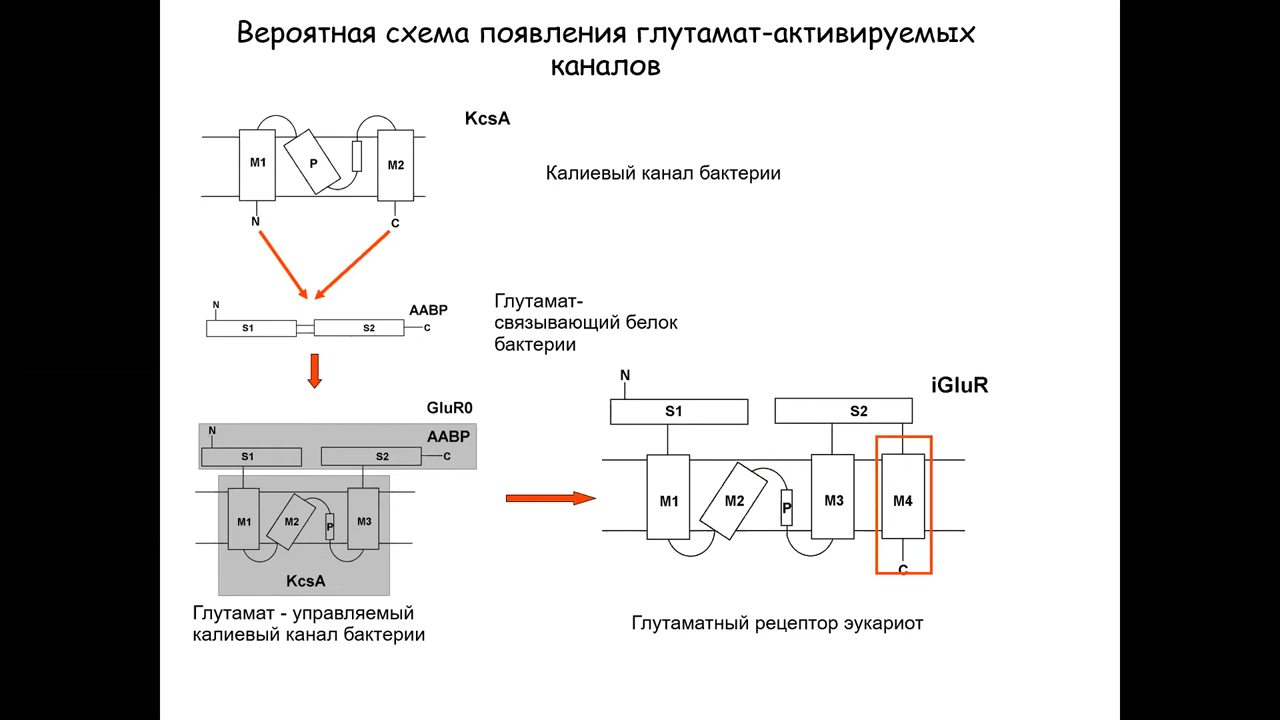 Вероятная схема появления глутамат-активируемых
каналов
KcsA
M1
P
M2
Калиевый канал бактерии
N
C
N
AABP
S1
S2
C
Глутамат-
связывающий белок
бактерии
GluR0
N
AABP
S1
S2
C
M1
M2
P
M3
KcsA
Глутамат - управляемый
калиевый канал бактерии
N
iGluR
S1
S2
M1
M2
P
M3
M4
C
Глутаматный рецептор эукариот